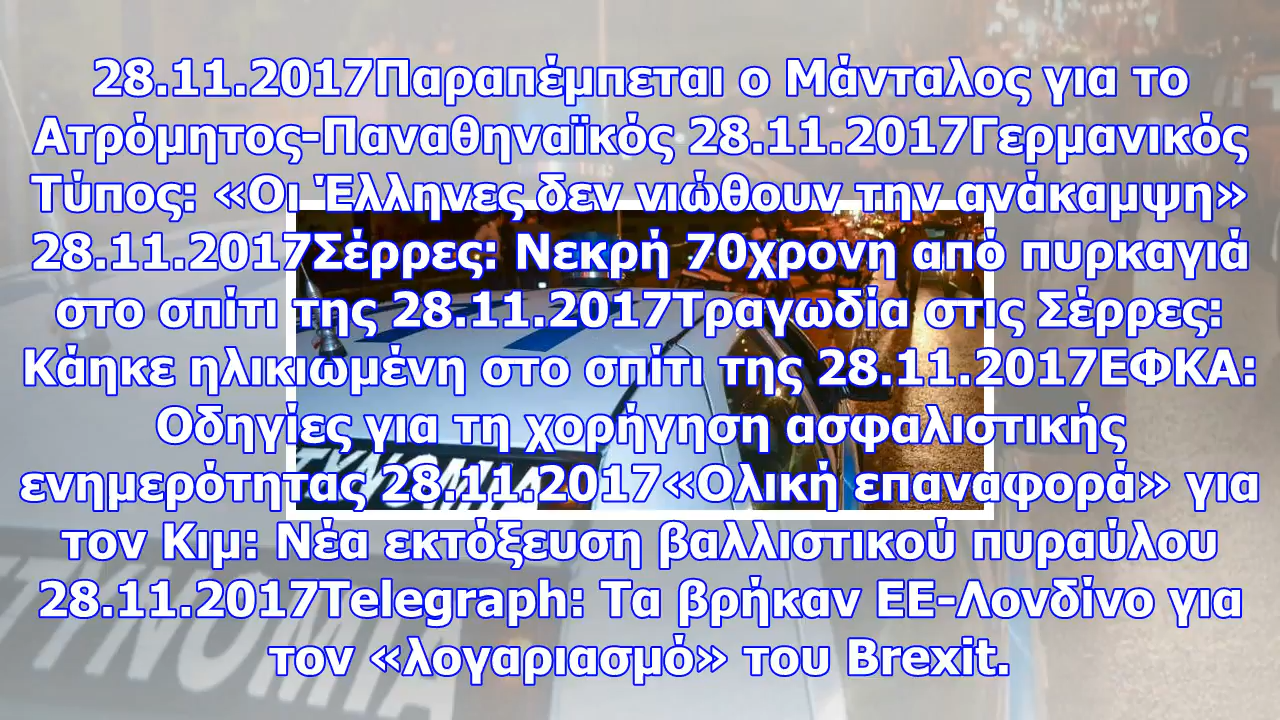 28.11.2017Παραπέμπεται ο Μάνταλος για το
Ατρόμητος-Παναθηναϊκός 28.11.2017Γερμανικός
Τύπος: «Οι Έλληνες δεν νιώθουν την ανάκαμψη»
28.11.2017Σέρρες: Νεκρή 70χρονη από πυρκαγιά
στο σπίτι της 28.11.2017Τραγωδία στις Σέρρες:
Κάηκε ηλικιωμένη στο σπίτι της 28.11.2017ΕΦΚΑ:
Οδηγίες για τη χορήγηση ασφαλιστικής
ενημερότητας 28.11.2017«Ολική επαναφορά» για
τον Κιμ: Νέα εκτόξευση βαλλιστικού πυραύλου
28.11.2017Telegraph: Τα βρήκαν ΕΕ-Λονδίνο για
τον «λογαριασμό» του Brexit.
ΤΥΝΟΜΙΑ
ΤΥΝΟΜΙΑ